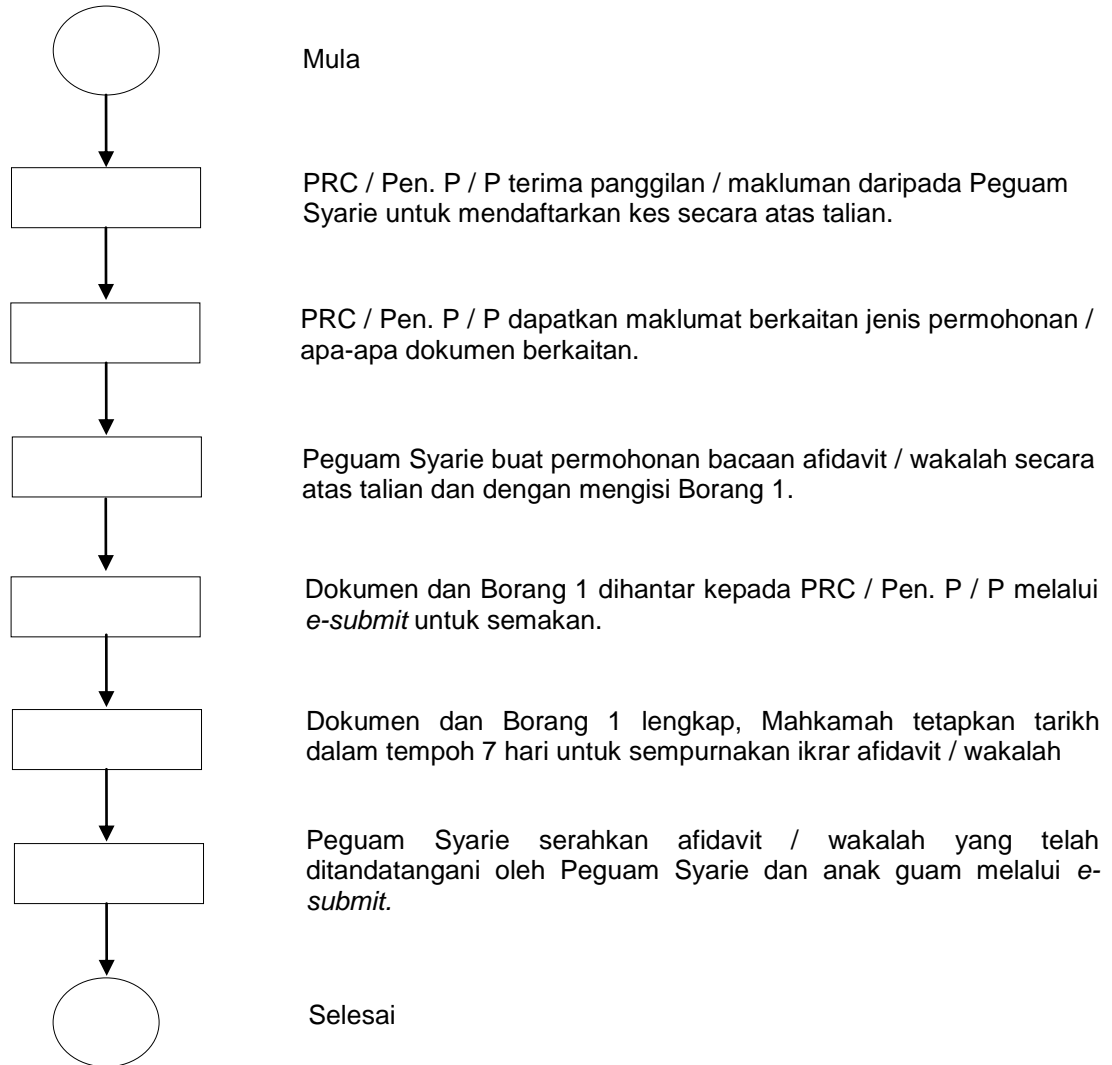 Mula
PRC / Pen. P / P terima panggilan / makluman daripada Peguam
Syarie untuk mendaftarkan kes secara atas talian.
PRC / Pen. P / P dapatkan maklumat berkaitan jenis permohonan /
apa-apa dokumen berkaitan.
Peguam Syarie buat permohonan bacaan afidavit / wakalah secara
atas talian dan dengan mengisi Borang 1.
Dokumen dan Borang 1 dihantar kepada PRC / Pen. P / P melalui
e-submit untuk semakan.
Dokumen dan Borang 1 lengkap, Mahkamah tetapkan tarikh
dalam tempoh 7 hari untuk sempurnakan ikrar afidavit / wakalah
Peguam Syarie serahkan afidavit / wakalah yang telah
ditandatangani oleh Peguam Syarie dan anak guam melalui e-
submit.
Selesai